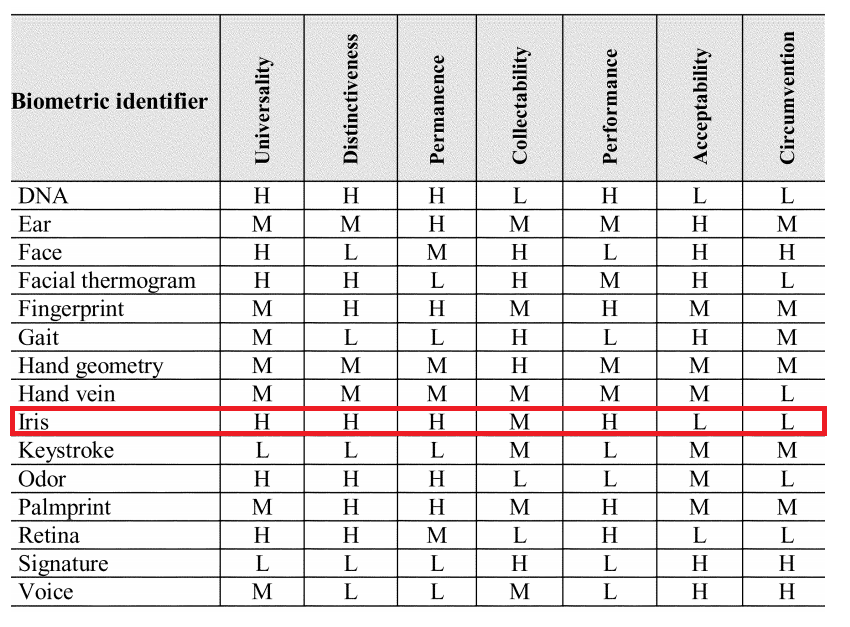 Biometric identifier Universality Distinctiveness Permanence Collectability Performance Acceptability Circumvention
DNA H H H L H L L
Ear M M H M M H M
Face H L M H L H H
Facial thermogram H H L H M H L
Fingerprint M H H M H M M
Gait M L L H L H M
Hand geometry M M M H M M M
Hand vein M M M M M M L
Iris H H H M H L L
Keystroke L L L M L M M
Odor H H H L L M L
Palmprint M H H M H M M
Retina H H M L H L L
Signature L L L H L H H
Voice M L L M L H H